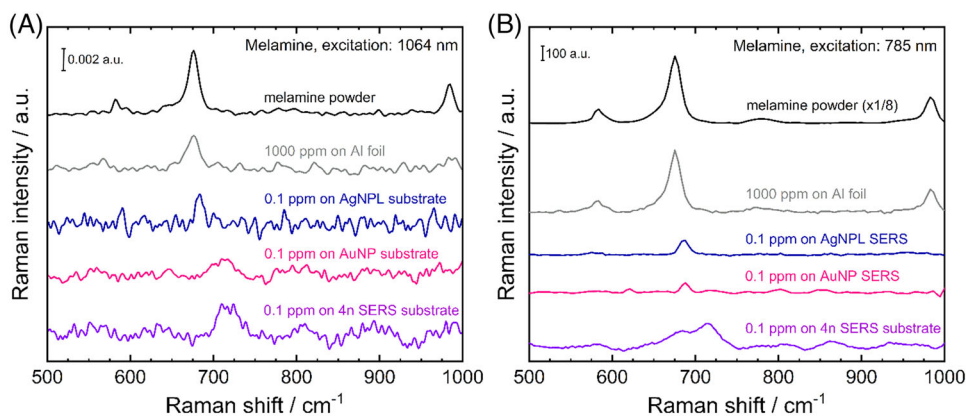 (A)
0.002 a.u.
Melamine, excitation: 1064 nm
melamine powder
1000 ppm on Al foil
0.1 ppm on AgNPL substrate
0.1 ppm on AuNP substrate
0.1 ppm on 4n SERS substrate
Raman intensity / a.u.
500 600 700 800 900 1000
Raman shift / cm⁻¹
(B)
100 a.u.
Melamine, excitation: 785 nm
melamine powder (x1/8)
1000 ppm on Al foil
0.1 ppm on AgNPL SERS
0.1 ppm on AuNP SERS
0.1 ppm on 4n SERS substrate
Raman intensity / a.u.
500 600 700 800 900 1000
Raman shift / cm⁻¹